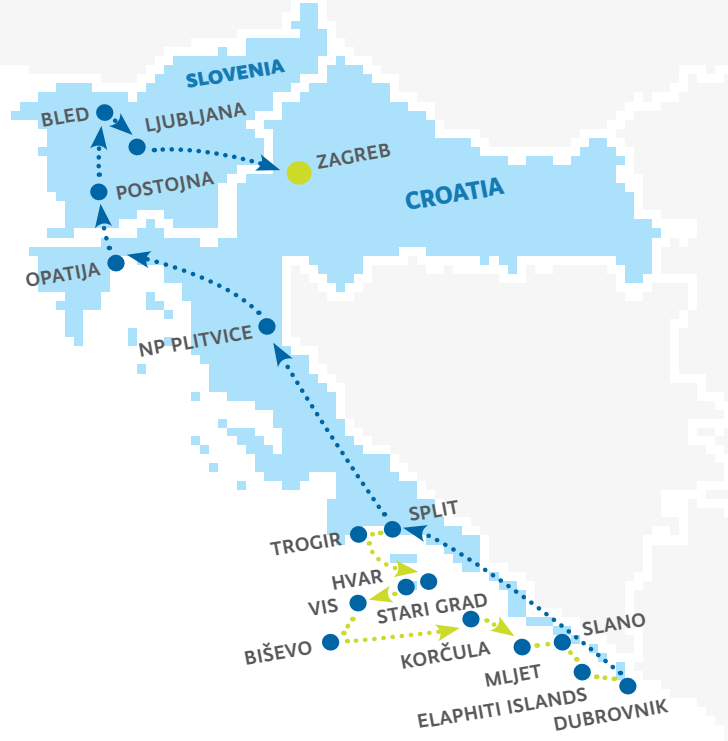 SLOVENIA
BLED
LJUBLJANA
ZAGREB
POSTOJNA
CROATIA
OPATIJA
NP PLITVICE
SPLIT
TROGIR
HVAR
VIS
STARI GRAD
SLANO
BIŠEVO
KORČULA
MLJET
ELAPHITI ISLANDS
DUBROVNIK